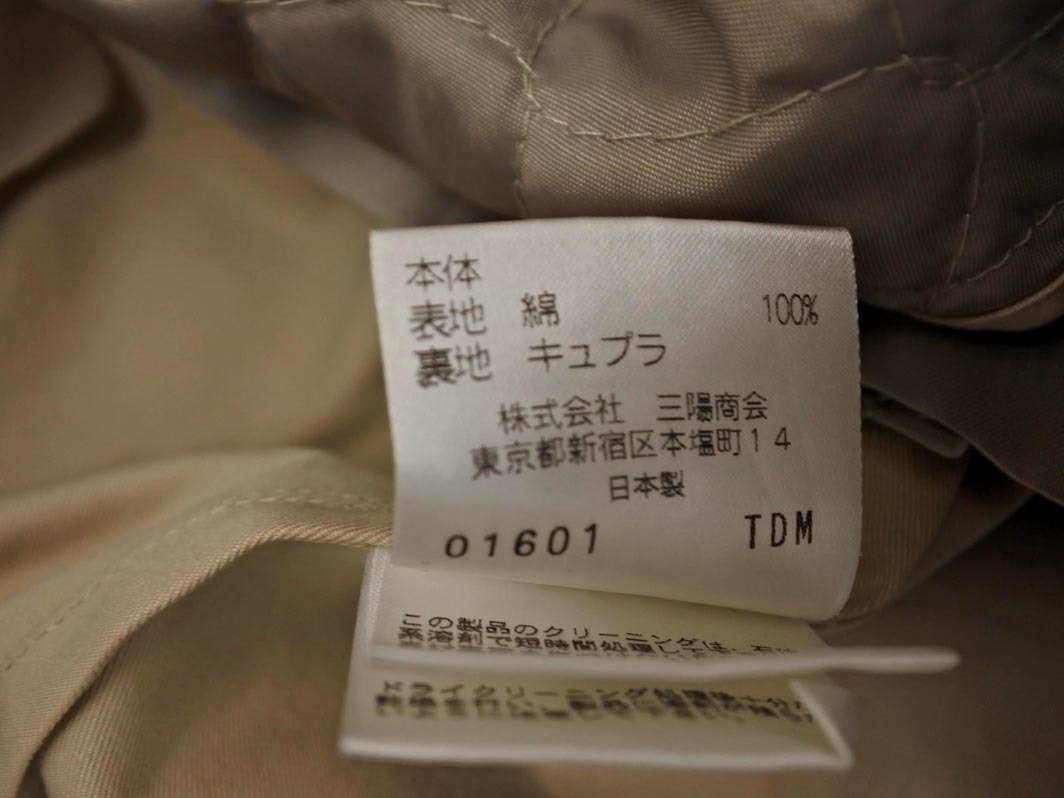 本体
表地 綿 100%
裏地 キュプラ
株式会社 三陽商会
東京都新宿区本塩町14
日本製
01601 TDM
この製品のクリーニングは、